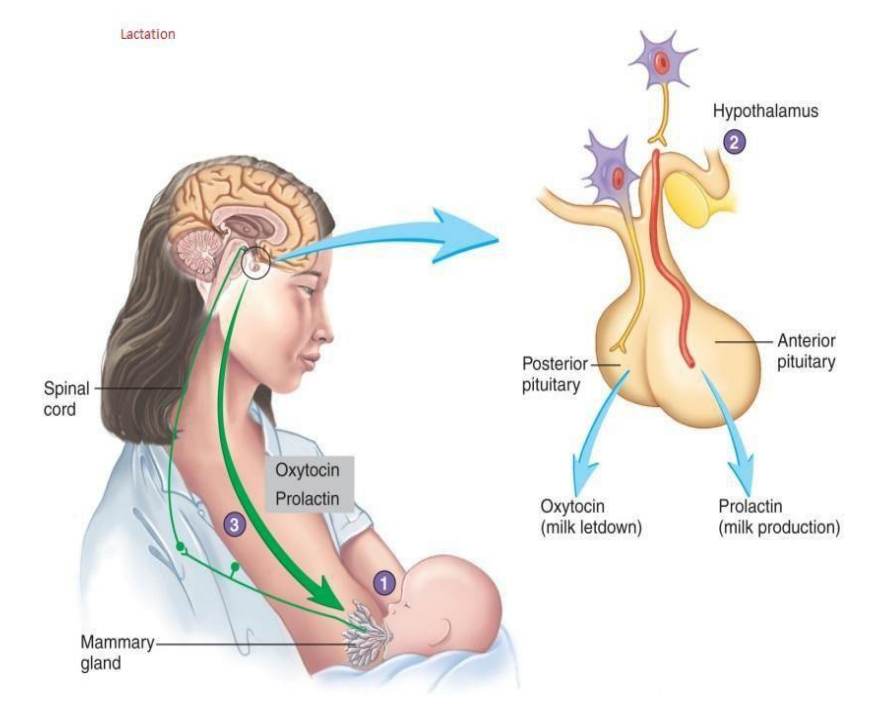 Lactation
Hypothalamus
2
Anterior
pituitary
Posterior
pituitary
Spinal
cord
Oxytocin
Prolactin
Oxytocin
(milk letdown)
Prolactin
(milk production)
3
1
Mammary
gland